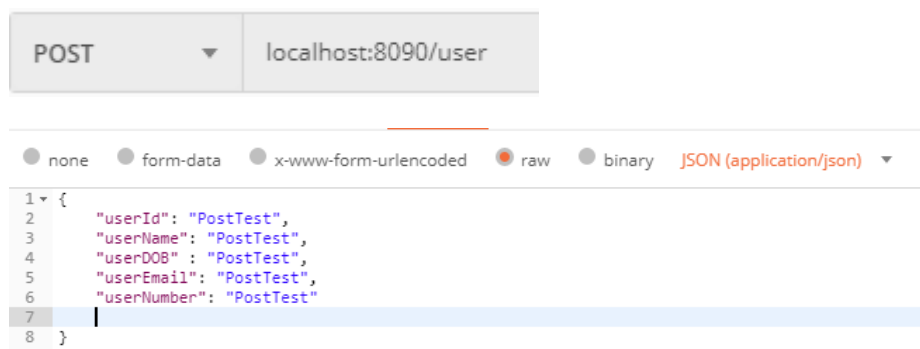 POST localhost:8090/user
none form-data x-www-form-urlencoded raw binary JSON (application/json)
1 {
2 "userId": "PostTest",
3 "userName": "PostTest",
4 "userDOB" : "PostTest",
5 "userEmail": "PostTest",
6 "userNumber": "PostTest"
7
8 }